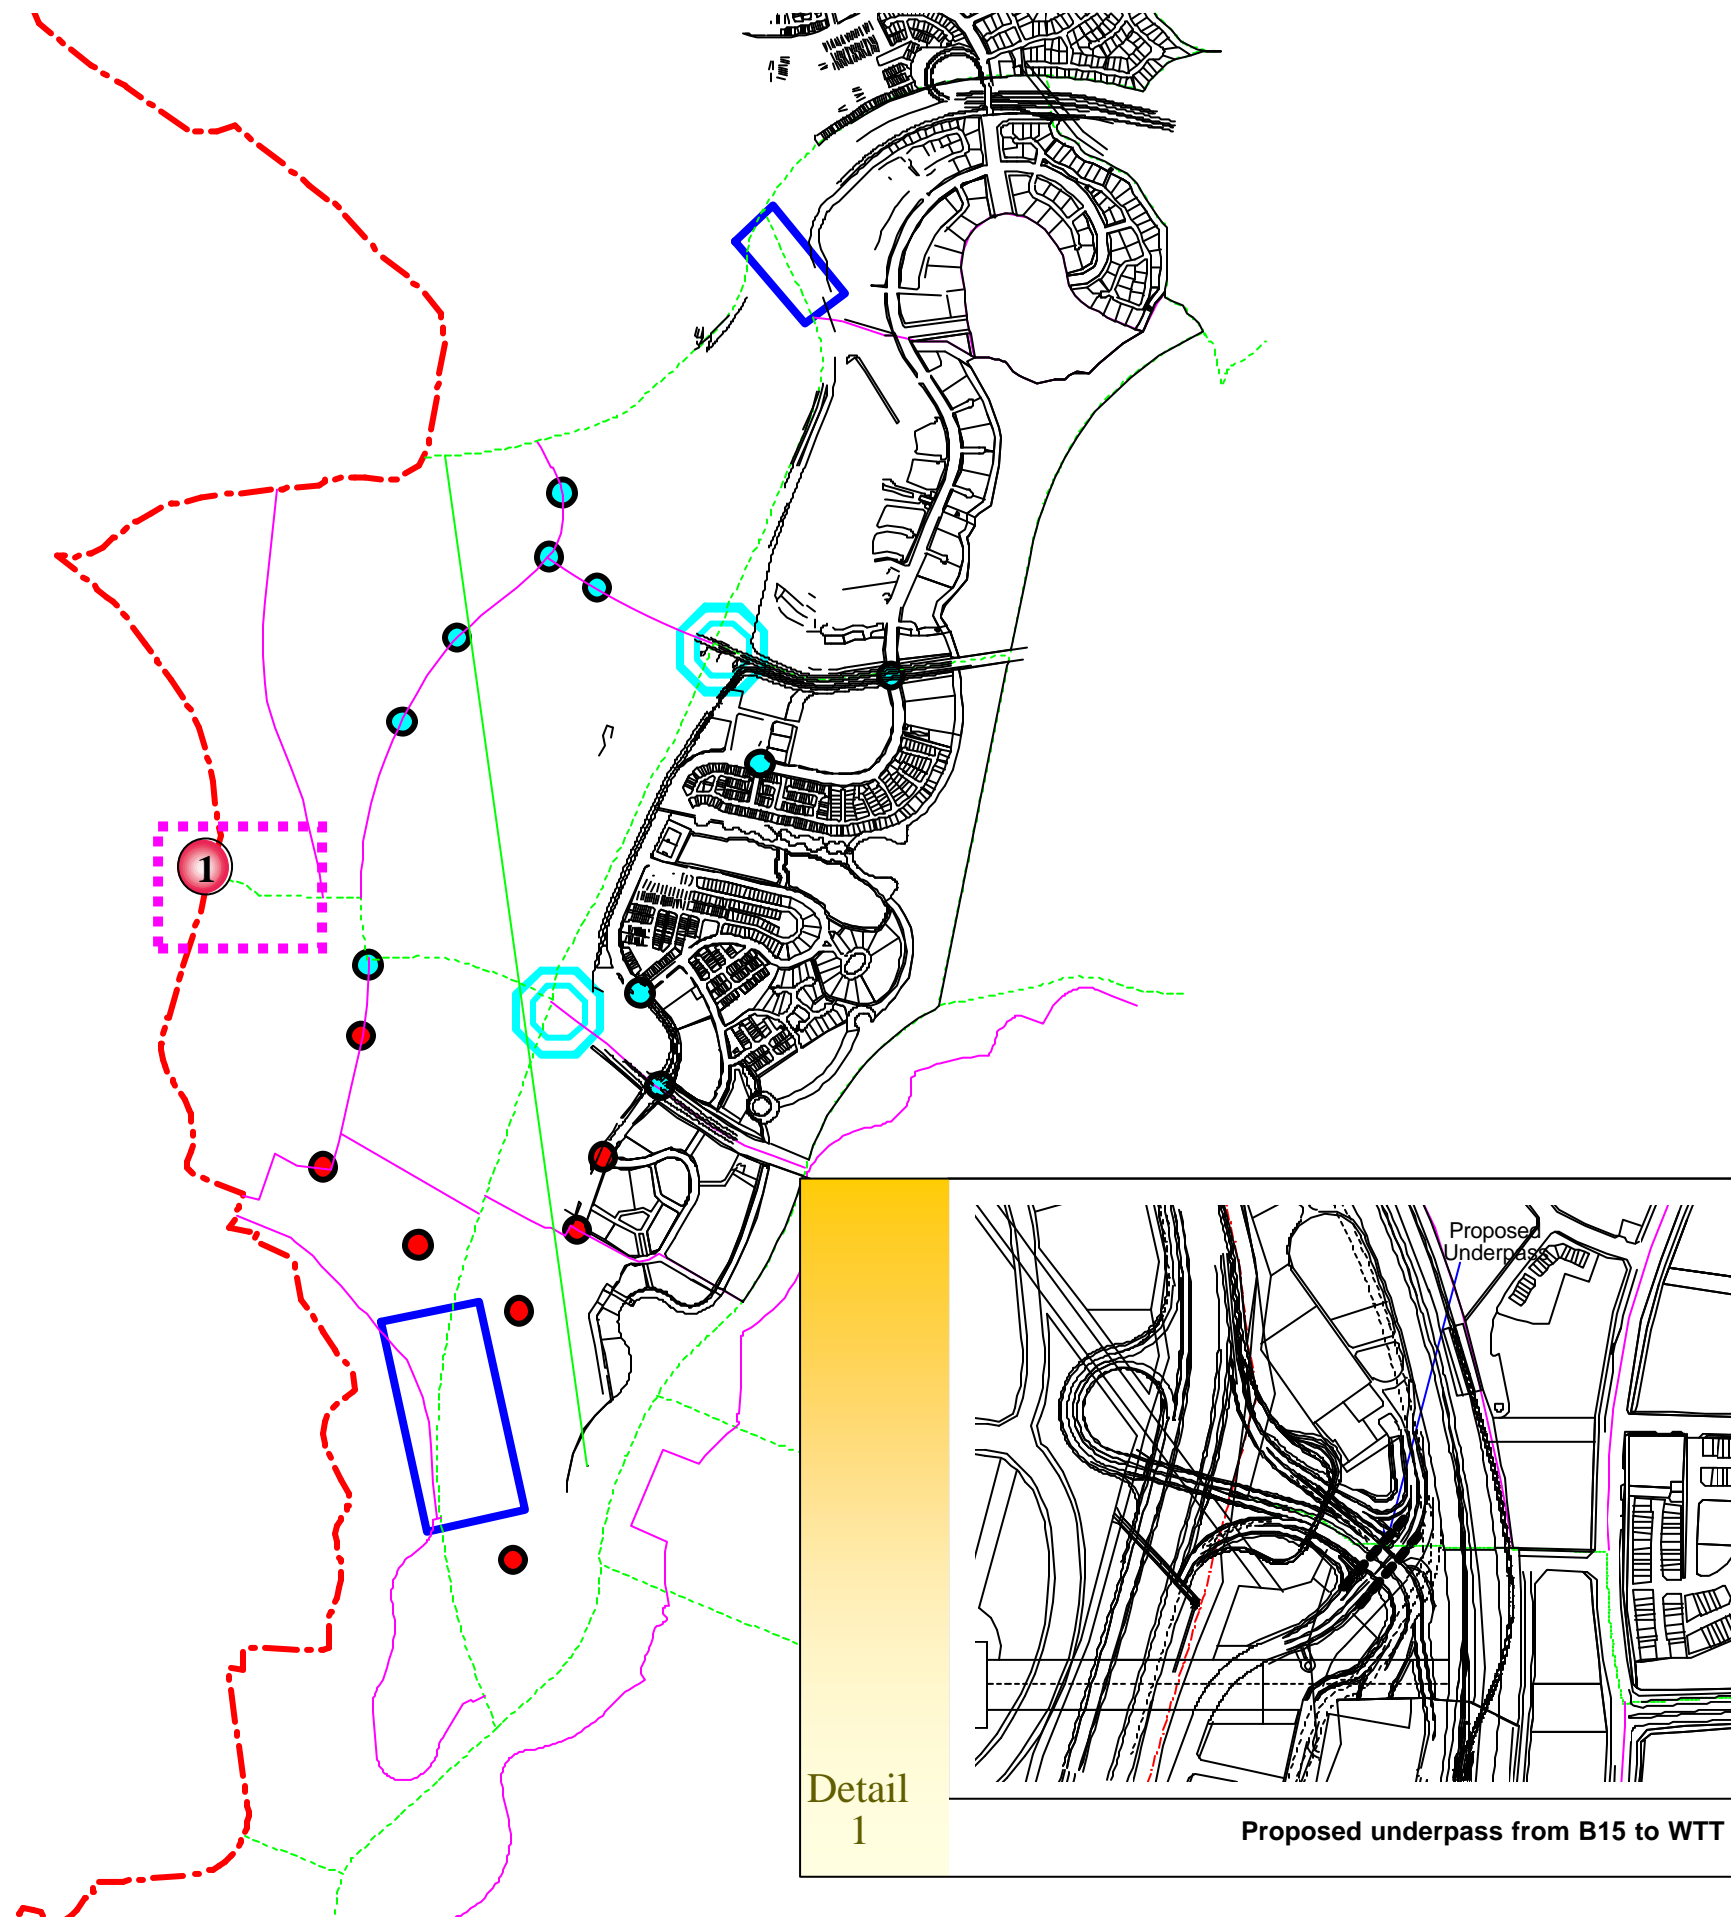 1
Proposed
Underpass
Detail
1
Proposed underpass from B15 to WTT